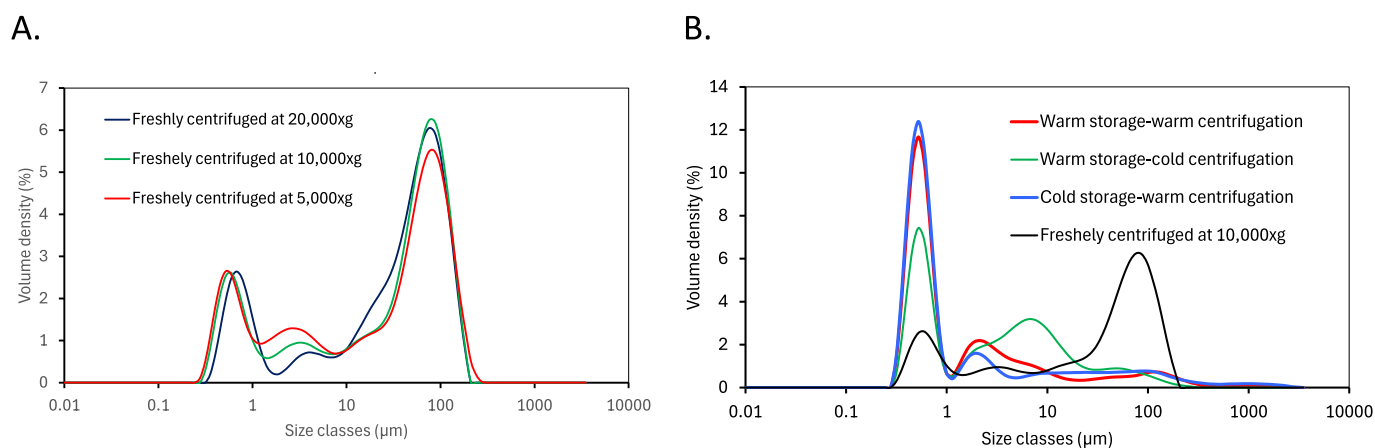 A.
7
6
5
4
3
2
1
0
Volume density (%)
Freshly centrifuged at 20,000xg
Freshely centrifuged at 10,000xg
Freshely centrifuged at 5,000xg
0.01 0.1 1 10 100 1000 10000
Size classes (µm)
B.
14
12
10
8
6
4
2
0
Volume density (%)
Warm storage-warm centrifugation
Warm storage-cold centrifugation
Cold storage-warm centrifugation
Freshely centrifuged at 10,000xg
0.01 0.1 1 10 100 1000 10000
Size classes (µm)